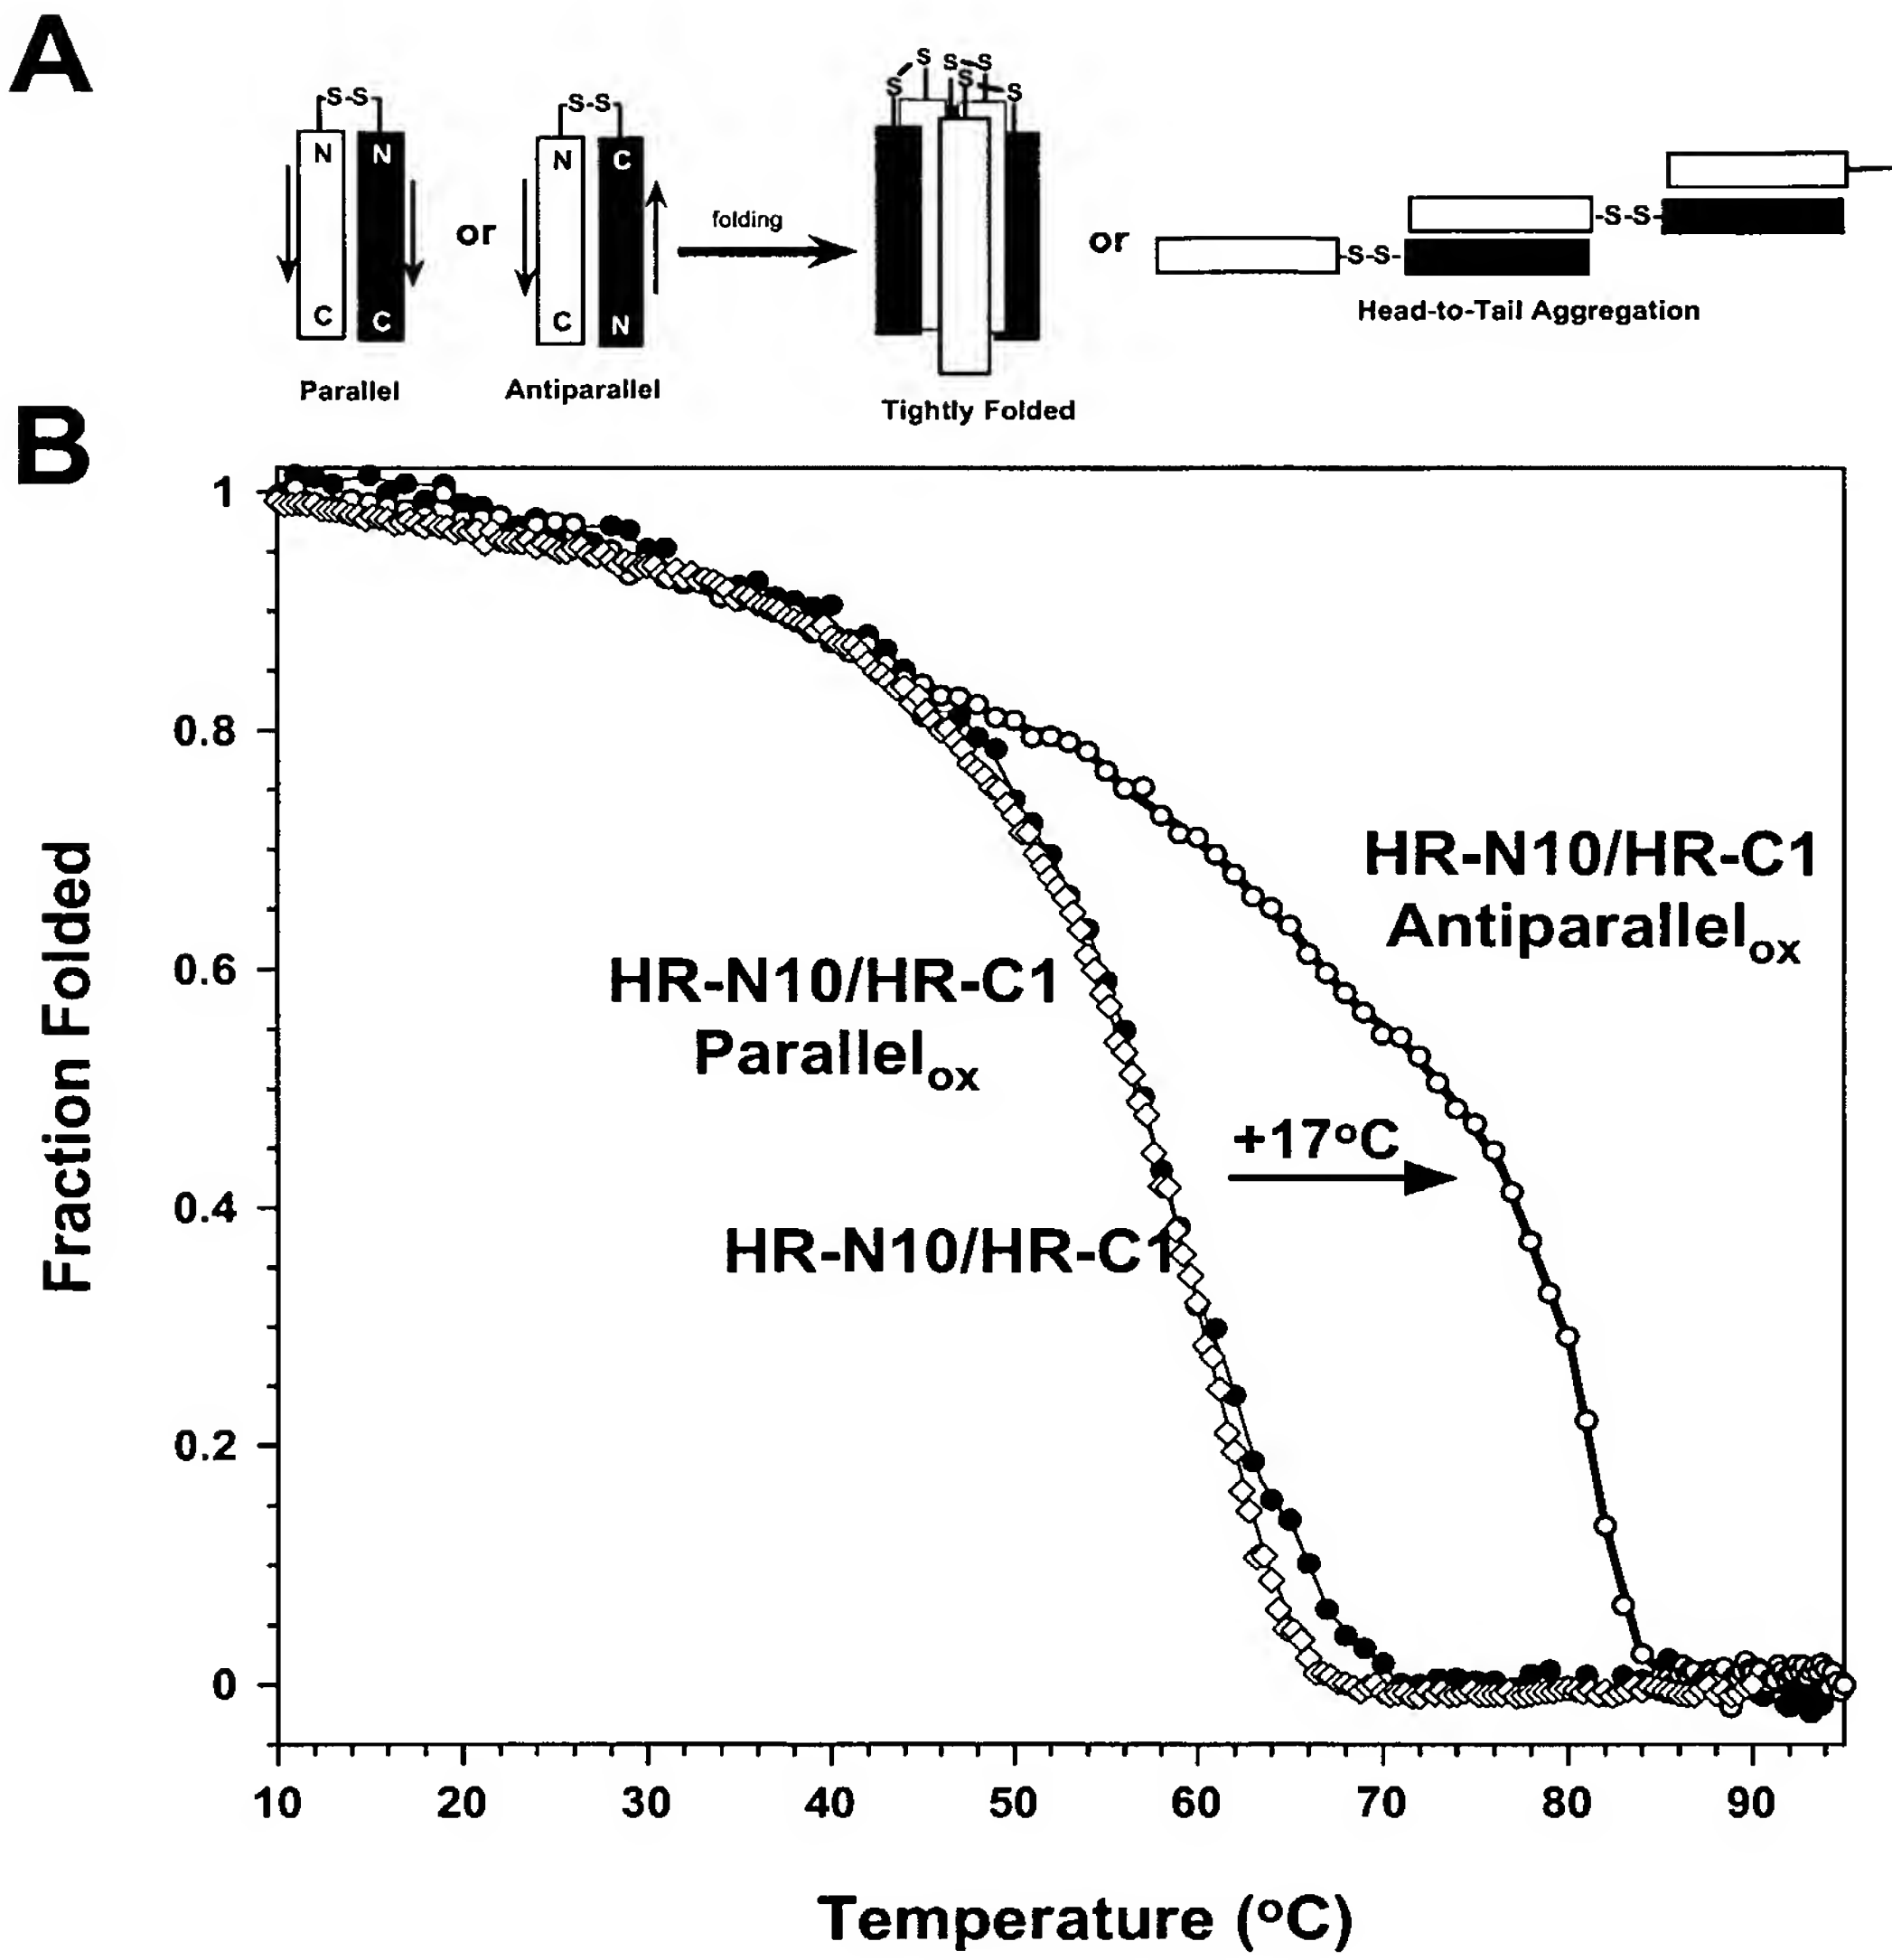 A
S-S
S-S
S
S
S
S
S
S
N
N
N
C
folding
or
or
-S-S-
-S-S-
C
C
C
N
Parallel
Antiparallel
Tightly Folded
Head-to-Tail Aggregation
B
1
0.8
0.6
0.4
0.2
0
Fraction Folded
HR-N10/HR-C1
Antiparallelox
HR-N10/HR-C1
Parallelox
+17oC
HR-N10/HR-C1
10 20 30 40 50 60 70 80 90
Temperature (oC)